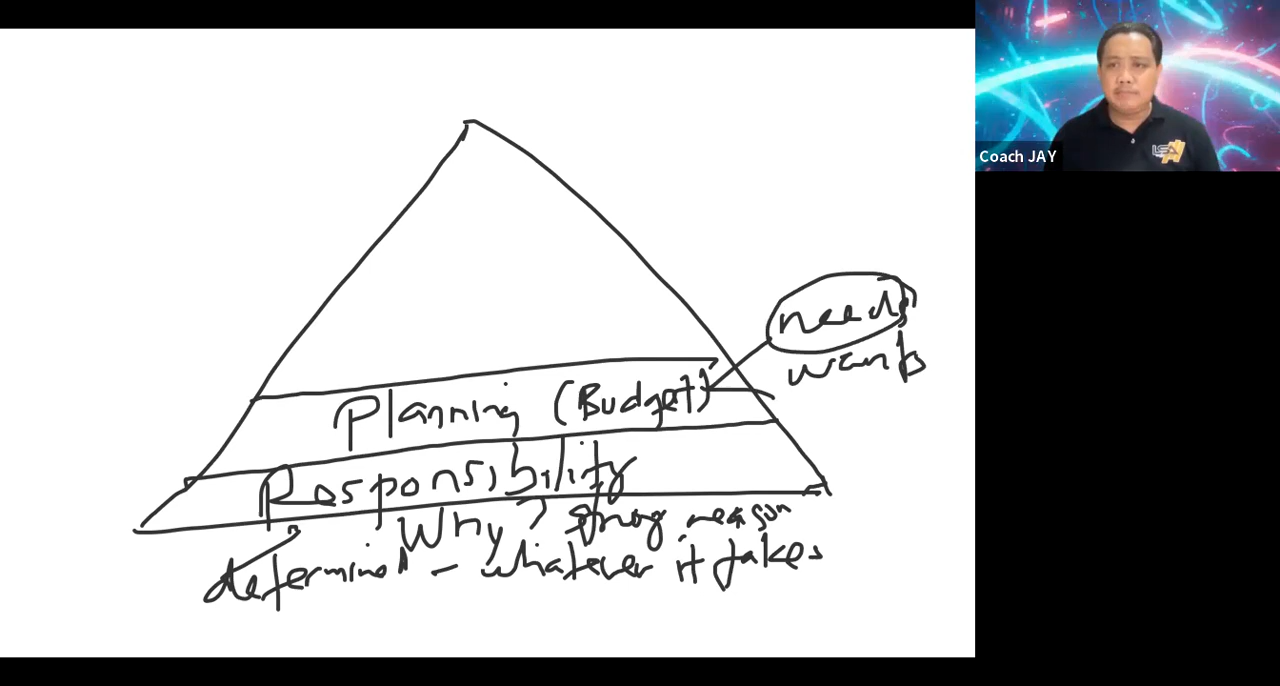 Coach JAY
needs
wants
Planning (Budget)
Responsibility
Why? strong reason
determined - whatever it takes